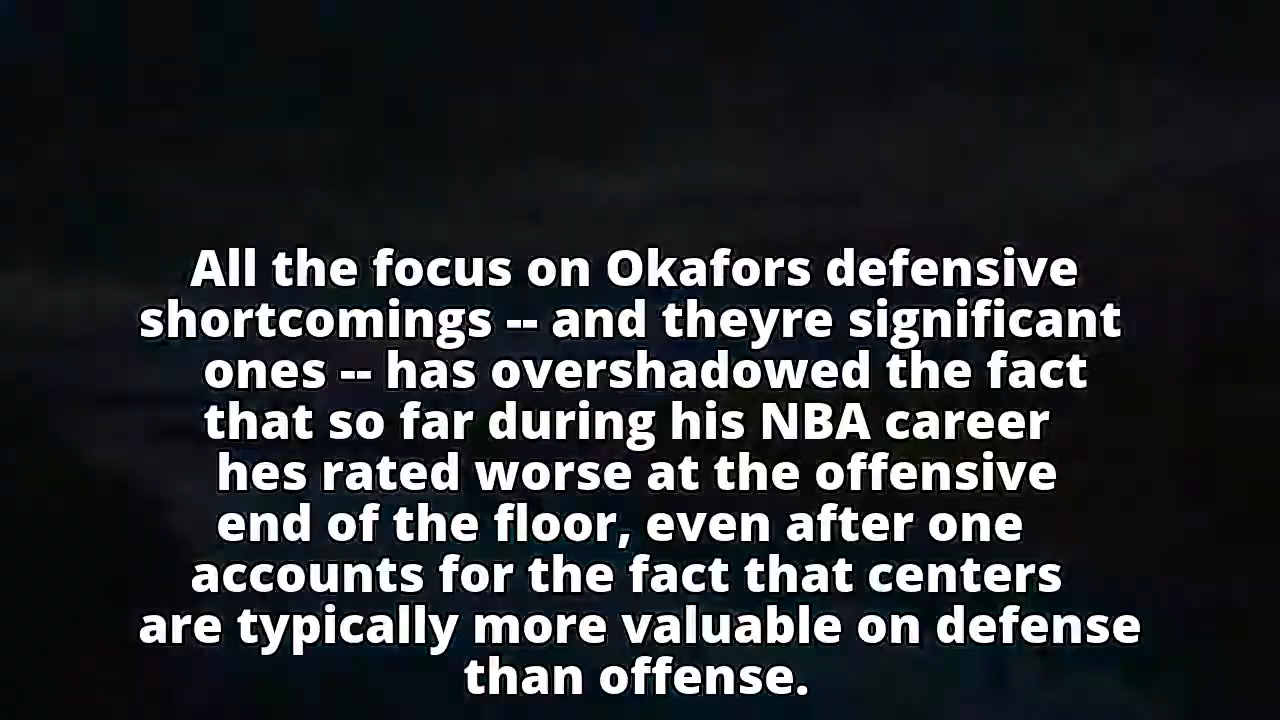 All the focus on Okafors defensive
shortcomings -- and theyre significant
ones -- has overshadowed the fact
that so far during his NBA career
hes rated worse at the offensive
end of the floor, even after one
accounts for the fact that centers
are typically more valuable on defense
than offense.